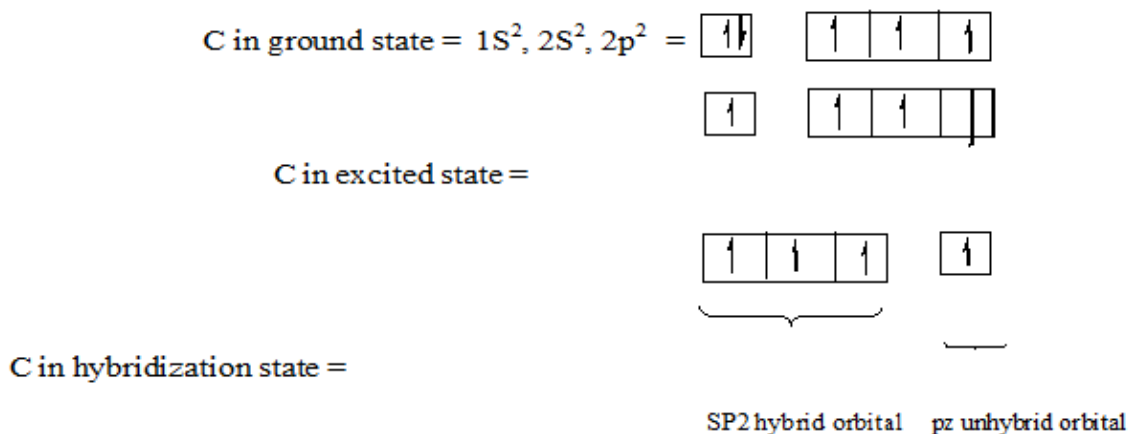 C in ground state = 1S², 2S², 2p² =
C in excited state =
C in hybridization state =
SP2 hybrid orbital pz unhybrid orbital